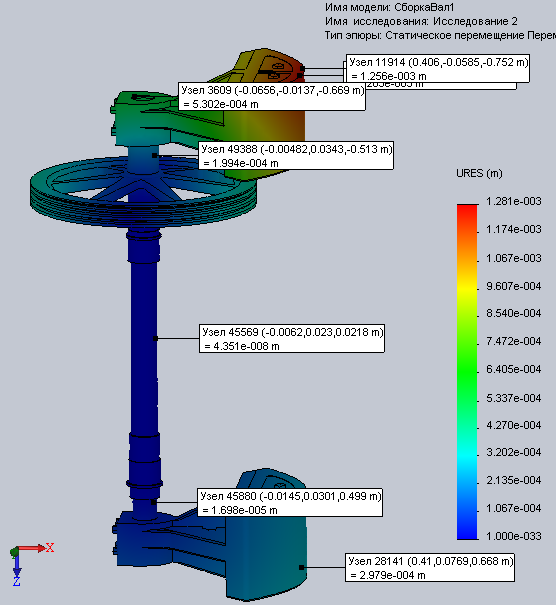 Имя модели: СборкаВал1
Имя исследования: Исследование 2
Тип эпюры: Статическое перемещение Перем
Узел 11914 (0.406,-0.0585,-0.752 m)
= 1.256e-003 m
Узел 3609 (-0.0656,-0.0137,-0.669 m)
= 5.302e-004 m
Узел 49388 (-0.00482,0.0343,-0.513 m)
= 1.994e-004 m
URES (m)
1.281e-003
1.174e-003
1.067e-003
9.607e-004
8.540e-004
7.472e-004
6.405e-004
5.337e-004
4.270e-004
3.202e-004
2.135e-004
1.067e-004
1.000e-033
Узел 45569 (-0.0062,0.023,0.0218 m)
= 4.351e-008 m
Узел 45880 (-0.0145,0.0301,0.499 m)
= 1.698e-005 m
Узел 28141 (0.41,0.0769,0.668 m)
= 2.979e-004 m
X
Z